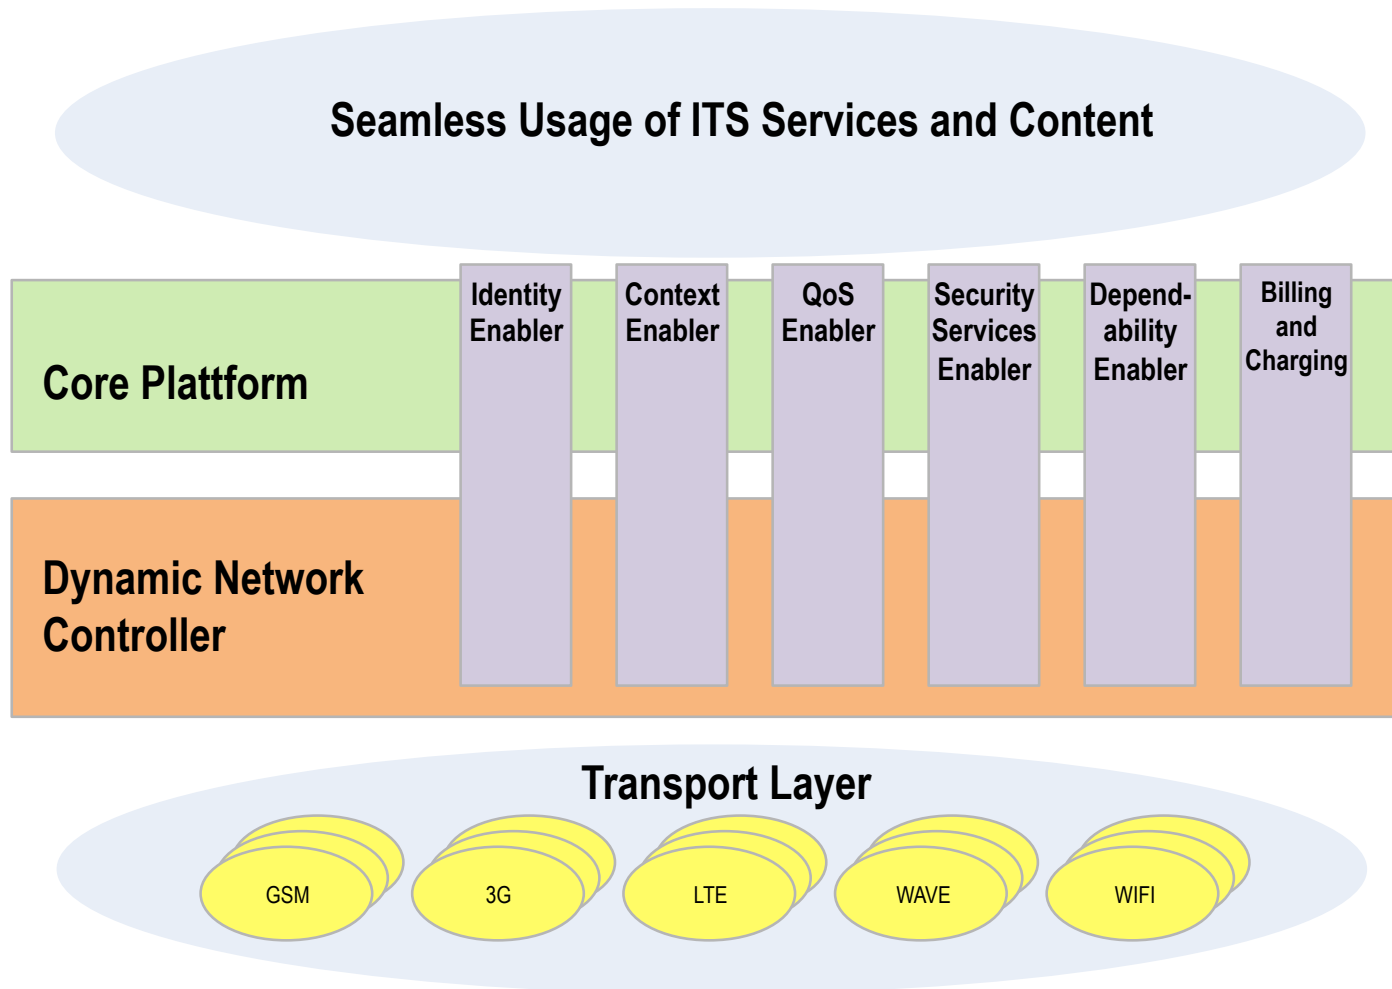 Seamless Usage of ITS Services and Content
Identity
Enabler
Context
Enabler
QoS
Enabler
Security
Services
Enabler
Depend-
ability
Enabler
Billing
and
Charging
Core Plattform
Dynamic Network
Controller
Transport Layer
GSM
3G
LTE
WAVE
WIFI